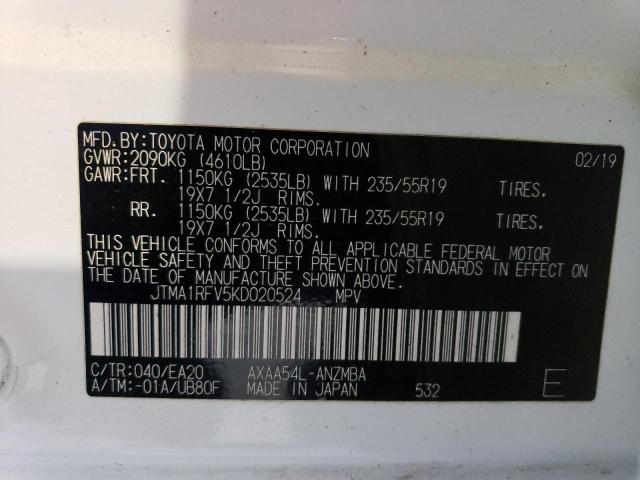 MFD.BY:TOYOTA MOTOR CORPORATION 02/19
GVWR:2090KG (4610LB)
GAWR:FRT. 1150KG (2535LB) WITH 235/55R19 TIRES.
19X7 1/2J RIMS.
RR. 1150KG (2535LB) WITH 235/55R19 TIRES.
19X7 1/2J RIMS.
THIS VEHICLE CONFORMS TO ALL APPLICABLE FEDERAL MOTOR
VEHICLE SAFETY AND THEFT PREVENTION STANDARDS IN EFFECT ON
THE DATE OF MANUFACTURE SHOWN ABOVE.
JTMA1RFV5KD020524 MPV
C/TR:040/EA20 AXAA54L-ANZMBA
A/TM:-01A/UB80F MADE IN JAPAN 532 E